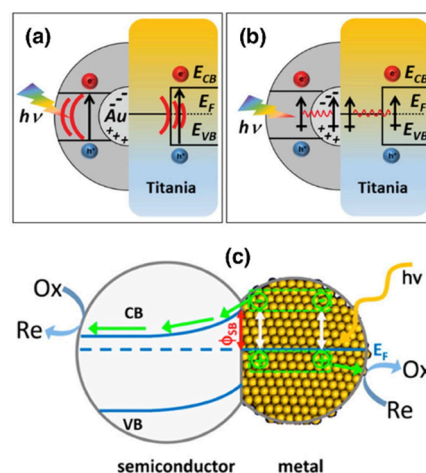 (a)
e⁻
E_CB
hν
Au
- - -
+ + +
E_F
E_VB
h⁺
Titania
(b)
e⁻
E_CB
hν
- -
+ + +
E_F
E_VB
h⁺
Titania
(c)
hν
Ox
Re
CB
ϕ_SB
E_F
Ox
Re
VB
semiconductor metal